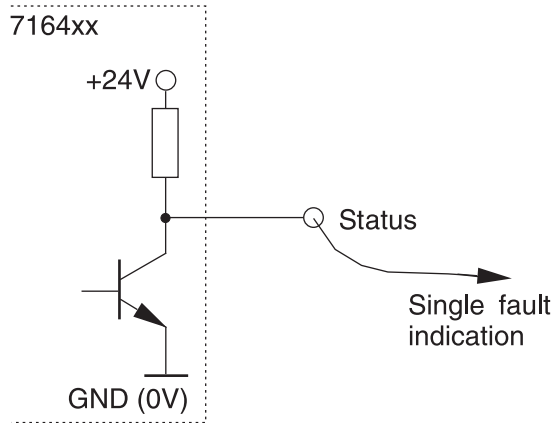 7164xx
+24V
Status
Single fault
indication
GND (0V)